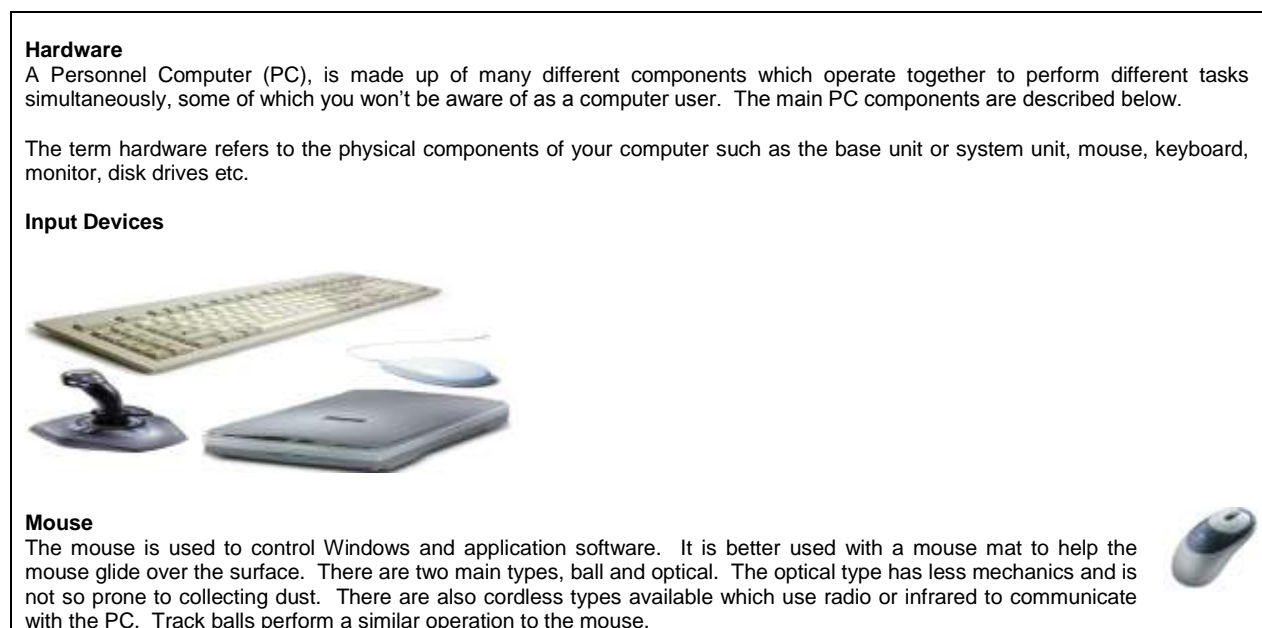 Hardware
A Personnel Computer (PC), is made up of many different components which operate together to perform different tasks
simultaneously, some of which you won't be aware of as a computer user. The main PC components are described below.
The term hardware refers to the physical components of your computer such as the base unit or system unit, mouse, keyboard,
monitor, disk drives etc.
Input Devices
Mouse
The mouse is used to control Windows and application software. It is better used with a mouse mat to help the
mouse glide over the surface. There are two main types, ball and optical. The optical type has less mechanics and is
not so prone to collecting dust. There are also cordless types available which use radio or infrared to communicate
with the PC. Track balls perform a similar operation to the mouse.